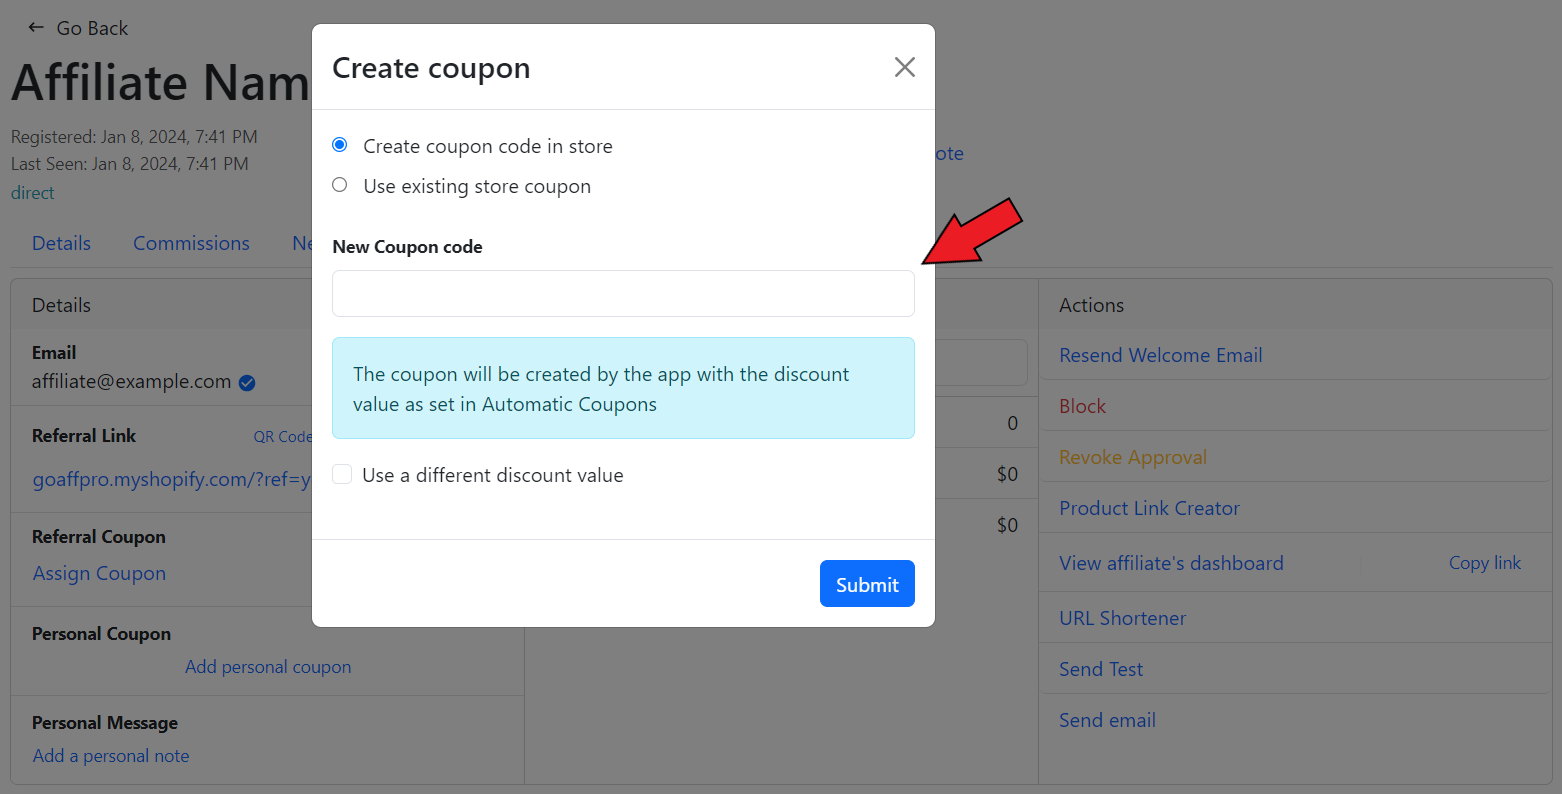 Go Back
Affiliate Nam
Registered: Jan 8, 2024, 7:41 PM
Last Seen: Jan 8, 2024, 7:41 PM
direct
ote
Details
Commissions
Ne
Create coupon
Create coupon code in store
Use existing store coupon
New Coupon code
The coupon will be created by the app with the discount
value as set in Automatic Coupons
Use a different discount value
Submit
Details
Email
affiliate@example.com
Referral Link
QR Code
goaffpro.myshopify.com/?ref=y
Referral Coupon
Assign Coupon
Personal Coupon
Add personal coupon
Personal Message
Add a personal note
0
$0
$0
Actions
Resend Welcome Email
Block
Revoke Approval
Product Link Creator
View affiliate's dashboard
Copy link
URL Shortener
Send Test
Send email